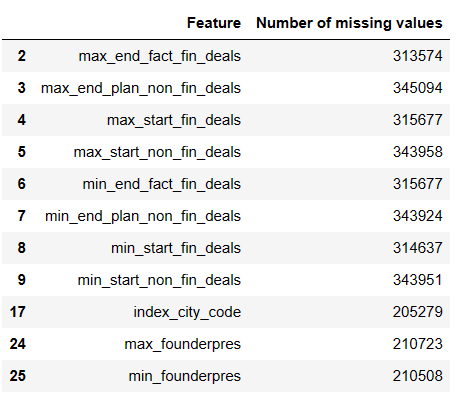 Feature Number of missing values
2 max_end_fact_fin_deals 313574
3 max_end_plan_non_fin_deals 345094
4 max_start_fin_deals 315677
5 max_start_non_fin_deals 343958
6 min_end_fact_fin_deals 315677
7 min_end_plan_non_fin_deals 343924
8 min_start_fin_deals 314637
9 min_start_non_fin_deals 343951
17 index_city_code 205279
24 max_founderpres 210723
25 min_founderpres 210508